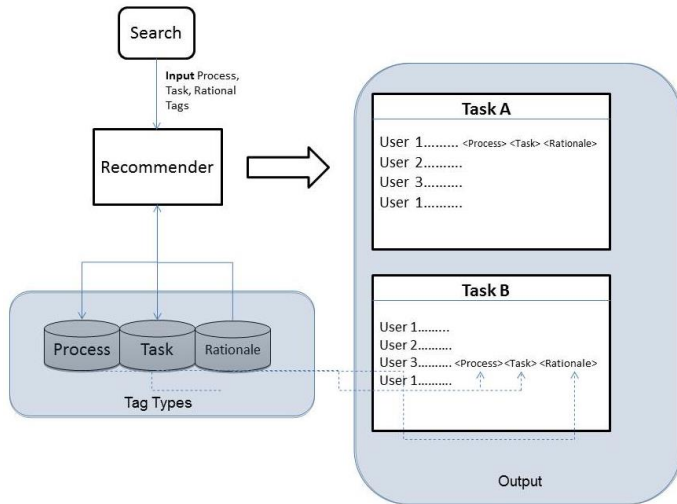 Search
Input Process,
Task, Rational
Tags
Recommender
Process
Task
Rationale
Tag Types
Task A
User 1......... <Process> <Task> <Rationale>
User 2..........
User 3..........
User 1..........
Task B
User 1.........
User 2..........
User 3.......... <Process><Task> <Rationale>
User 1..........
Output